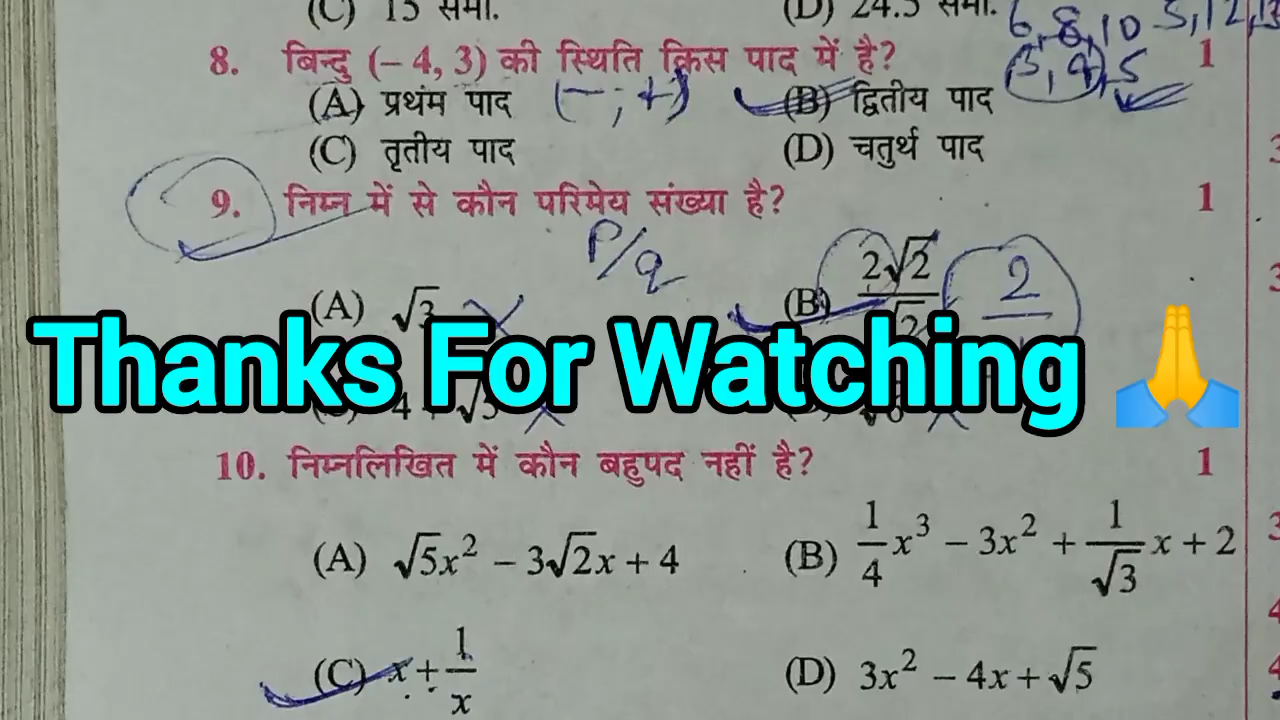 (C) 15 सेमी. (D) 24.5 सेमी. 6, 8, 10 5, 12, 13
8. बिन्दु (– 4, 3) की स्थिति किस पाद में है? 1
(3, 4), 5
(A) प्रथम पाद (–, +) (B) द्वितीय पाद
(C) तृतीय पाद (D) चतुर्थ पाद
9. निम्न में से कौन परिमेय संख्या है? 1
P/q
(A) √3 (B) 2√2/√2 2
Thanks For Watching 🙏
10. निम्नलिखित में कौन बहुपद नहीं है? 1
(A) √5x² – 3√2x + 4 (B) 1/4 x³ – 3x² + 1/√3 x + 2
(C) x + 1/x (D) 3x² – 4x + √5